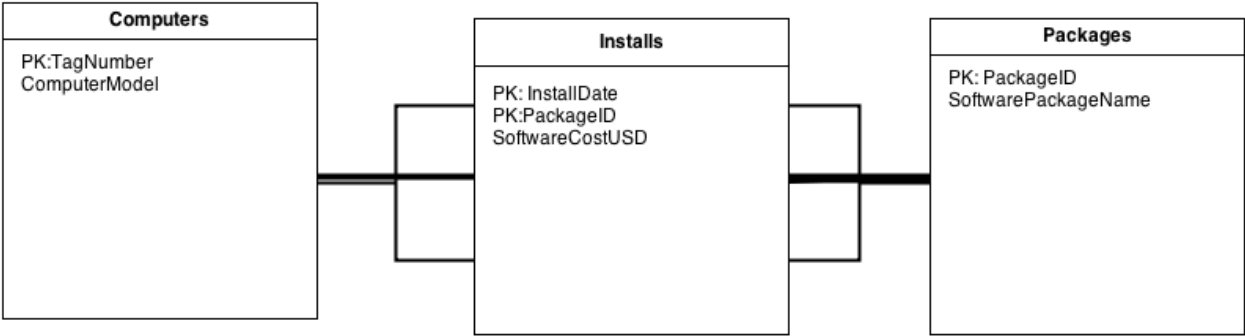 Computers
PK:TagNumber
ComputerModel
Installs
PK: InstallDate
PK:PackageID
SoftwareCostUSD
Packages
PK: PackageID
SoftwarePackageName